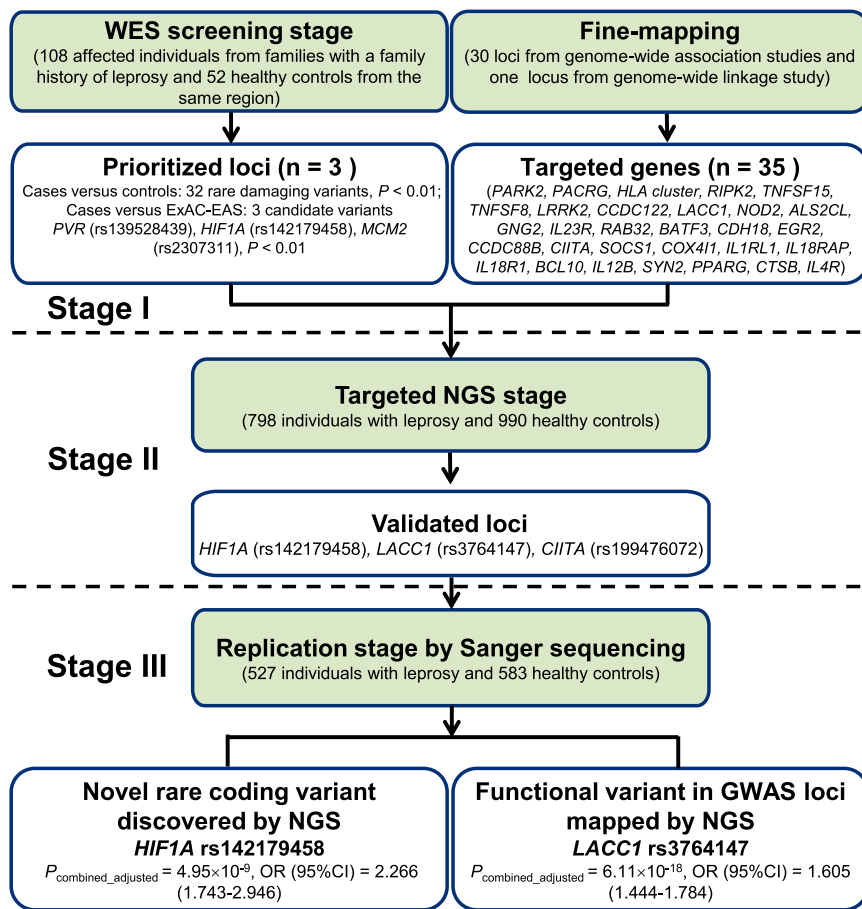 WES screening stage
(108 affected individuals from families with a family
history of leprosy and 52 healthy controls from the
same region)
Fine-mapping
(30 loci from genome-wide association studies and
one locus from genome-wide linkage study)
Prioritized loci (n = 3 )
Cases versus controls: 32 rare damaging variants, P < 0.01;
Cases versus ExAC-EAS: 3 candidate variants
PVR (rs139528439), HIF1A (rs142179458), MCM2
(rs2307311), P < 0.01
Targeted genes (n = 35 )
(PARK2, PACRG, HLA cluster, RIPK2, TNFSF15,
TNFSF8, LRRK2, CCDC122, LACC1, NOD2, ALS2CL,
GNG2, IL23R, RAB32, BATF3, CDH18, EGR2,
CCDC88B, CIITA, SOCS1, COX4I1, IL1RL1, IL18RAP,
IL18R1, BCL10, IL12B, SYN2, PPARG, CTSB, IL4R)
Stage I
Targeted NGS stage
(798 individuals with leprosy and 990 healthy controls)
Stage II
Validated loci
HIF1A (rs142179458), LACC1 (rs3764147), CIITA (rs199476072)
Replication stage by Sanger sequencing
(527 individuals with leprosy and 583 healthy controls)
Stage III
Novel rare coding variant
discovered by NGS
HIF1A rs142179458
P combined_adjusted = 4.95×10-9, OR (95%CI) = 2.266
(1.743-2.946)
Functional variant in GWAS loci
mapped by NGS
LACC1 rs3764147
P combined_adjusted = 6.11×10-18, OR (95%CI) = 1.605
(1.444-1.784)